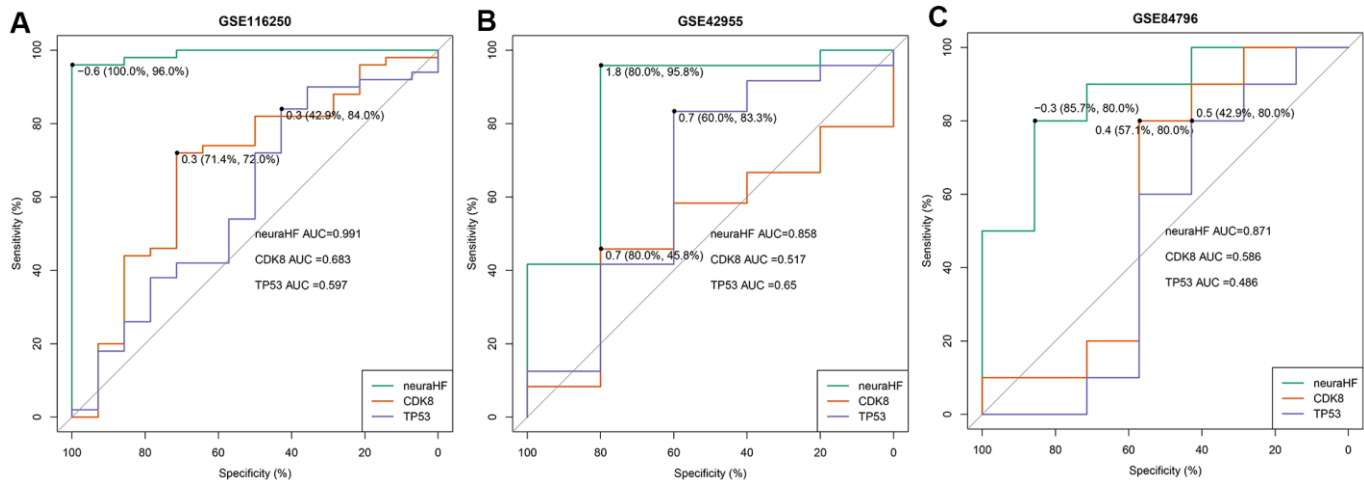 A
GSE116250
Sensitivity (%)
100
80
60
40
20
0
−0.6 (100.0%, 96.0%)
0.3 (42.9%, 84.0%)
0.3 (71.4%, 72.0%)
neuraHF AUC=0.991
CDK8 AUC =0.683
TP53 AUC =0.597
neuraHF
CDK8
TP53
100
80
60
40
20
0
Specificity (%)
B
GSE42955
Sensitivity (%)
100
80
60
40
20
0
1.8 (80.0%, 95.8%)
0.7 (60.0%, 83.3%)
0.7 (80.0%, 45.8%)
neuraHF AUC=0.858
CDK8 AUC =0.517
TP53 AUC =0.65
neuraHF
CDK8
TP53
100
80
60
40
20
0
Specificity (%)
C
GSE84796
Sensitivity (%)
100
80
60
40
20
0
−0.3 (85.7%, 80.0%)
0.5 (42.9%, 80.0%)
0.4 (57.1%, 80.0%)
neuraHF AUC=0.871
CDK8 AUC =0.586
TP53 AUC =0.486
neuraHF
CDK8
TP53
100
80
60
40
20
0
Specificity (%)